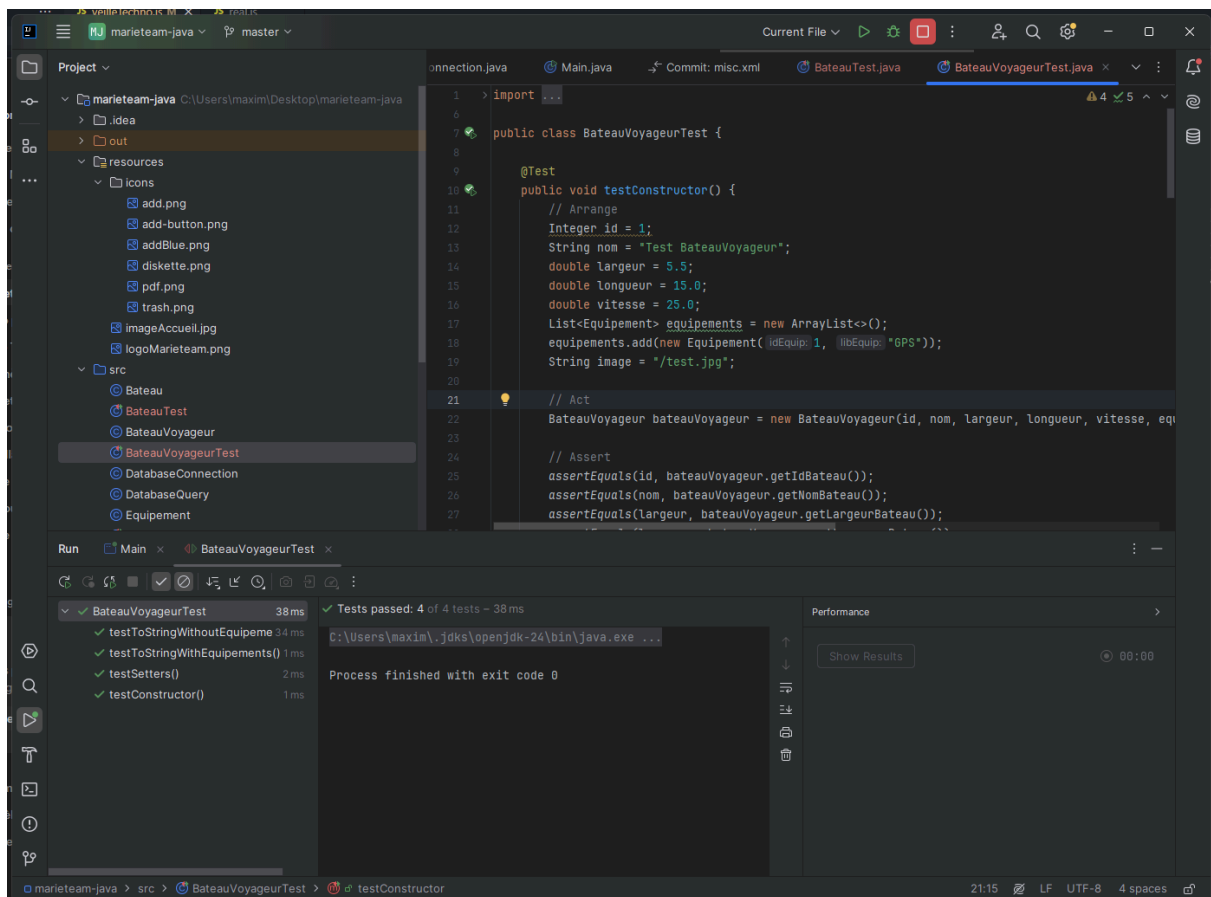 veilleTechno.js M × real.js
MJ marieteam-java master Current File
Project
onnection.java Main.java Commit: misc.xml BateauTest.java BateauVoyageurTest.java ×
marieteam-java C:\Users\maxim\Desktop\marieteam-java
.idea
out
resources
icons
add.png
add-button.png
addBlue.png
diskette.png
pdf.png
trash.png
imageAccueil.jpg
logoMarieteam.png
src
Bateau
BateauTest
BateauVoyageur
BateauVoyageurTest
DatabaseConnection
DatabaseQuery
Equipement
4 5
1 import ...
6
7 public class BateauVoyageurTest {
8
9 @Test
10 public void testConstructor() {
11 // Arrange
12 Integer id = 1;
13 String nom = "Test BateauVoyageur";
14 double largeur = 5.5;
15 double longueur = 15.0;
16 double vitesse = 25.0;
17 List<Equipement> equipements = new ArrayList<>();
18 equipements.add(new Equipement( idEquip: 1, libEquip: "GPS"));
19 String image = "/test.jpg";
20
21 // Act
22 BateauVoyageur bateauVoyageur = new BateauVoyageur(id, nom, largeur, longueur, vitesse, equ
23
24 // Assert
25 assertEquals(id, bateauVoyageur.getIdBateau());
26 assertEquals(nom, bateauVoyageur.getNomBateau());
27 assertEquals(largeur, bateauVoyageur.getLargeurBateau());
Run Main × BateauVoyageurTest ×
BateauVoyageurTest 38 ms
testToStringWithoutEquipeme 34 ms
testToStringWithEquipements() 1 ms
testSetters() 2 ms
testConstructor() 1 ms
Tests passed: 4 of 4 tests – 38 ms
C:\Users\maxim\.jdks\openjdk-24\bin\java.exe ...
Process finished with exit code 0
Performance
Show Results 00:00
marieteam-java > src > BateauVoyageurTest > testConstructor
21:15 LF UTF-8 4 spaces